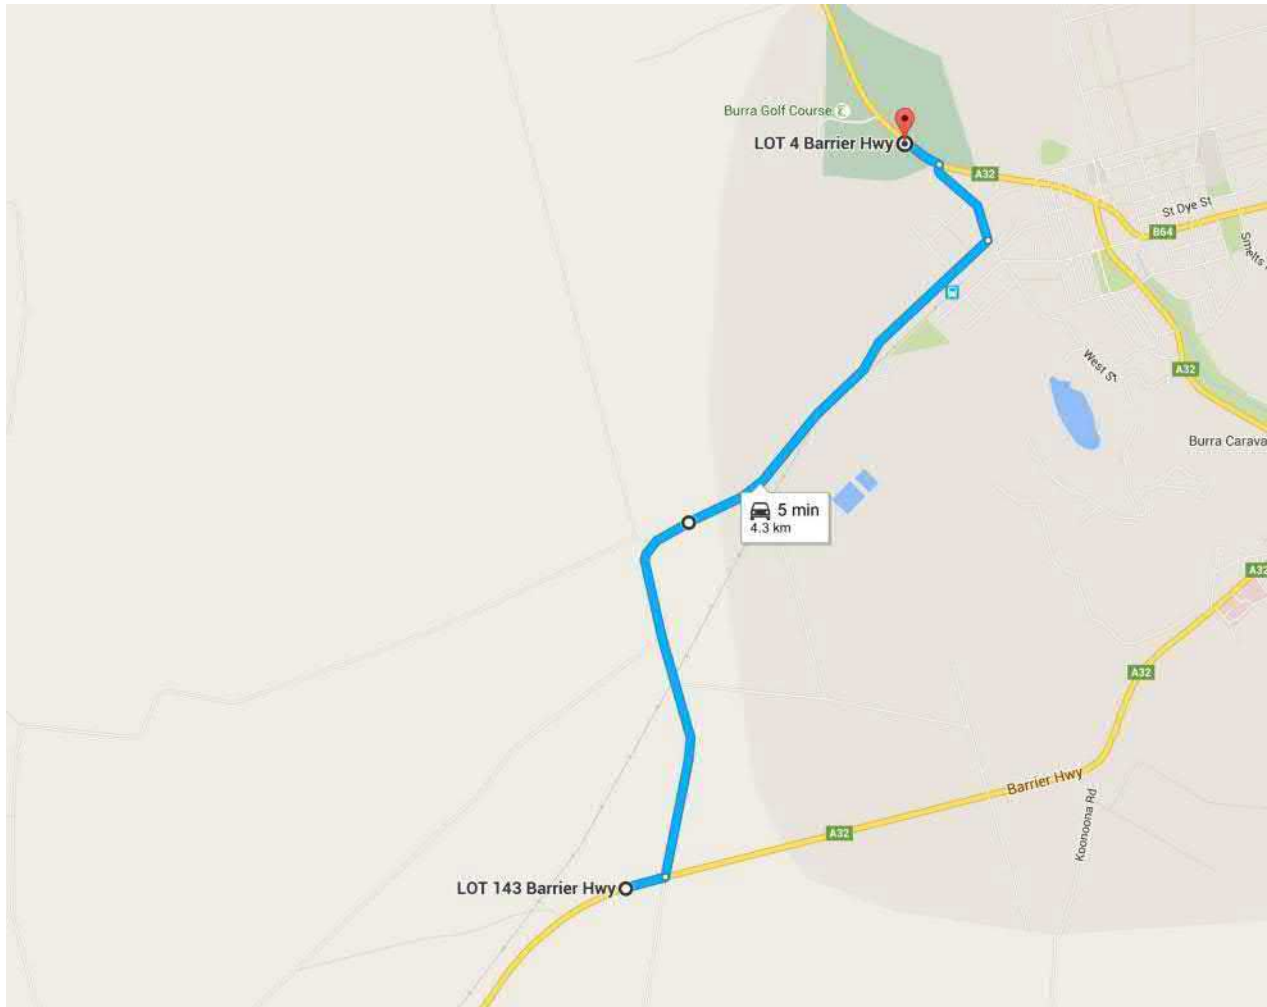 Burra Golf Course
LOT 4 Barrier Hwy
A32
St Dye St
B64
Smelts
West St
A32
Burra Carava
5 min
4.3 km
A32
A32
Barrier Hwy
A32
Koonoona Rd
LOT 143 Barrier Hwy